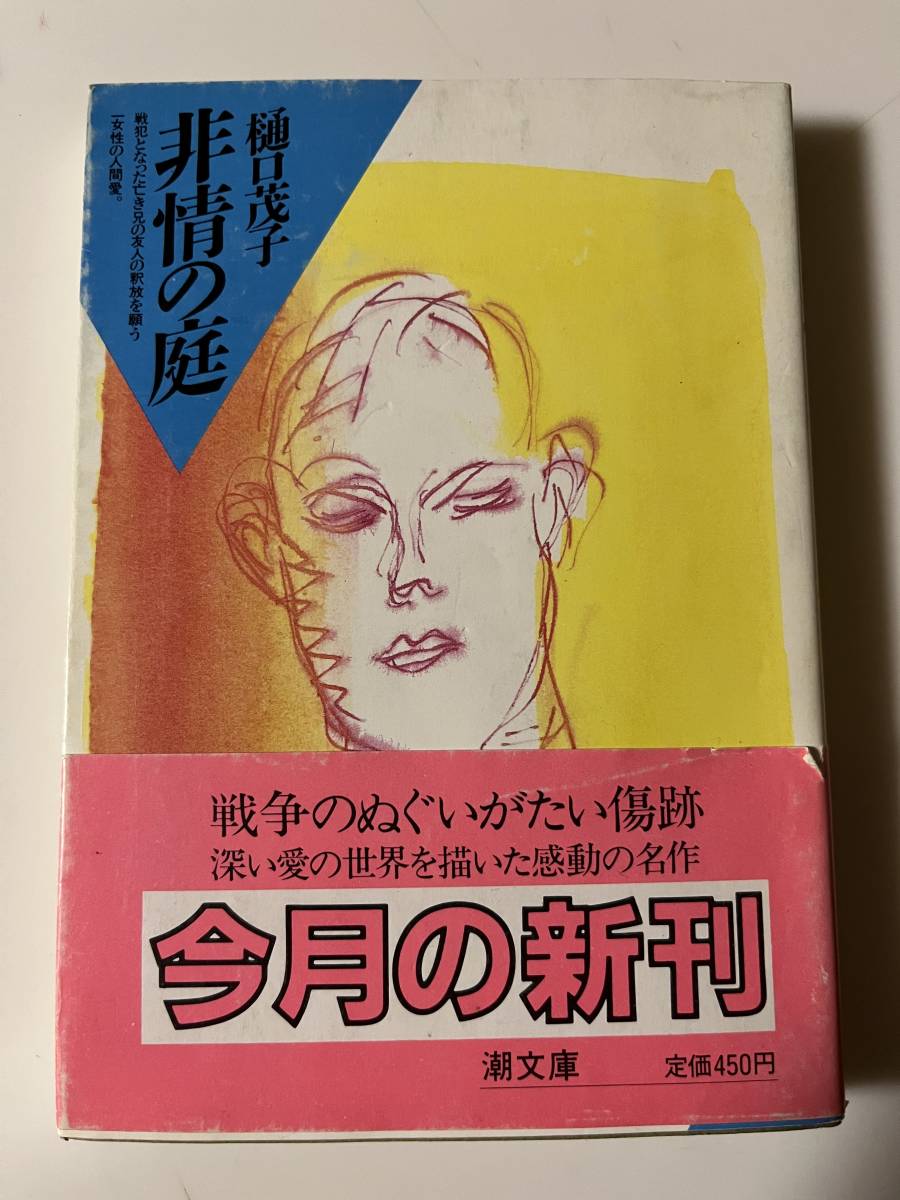 樋口茂子
非情の庭
戦犯となった亡き兄の友人の釈放を願う
一女性の人間愛。
戦争のぬぐいがたい傷跡
深い愛の世界を描いた感動の名作
今月の新刊
潮文庫
定価450円